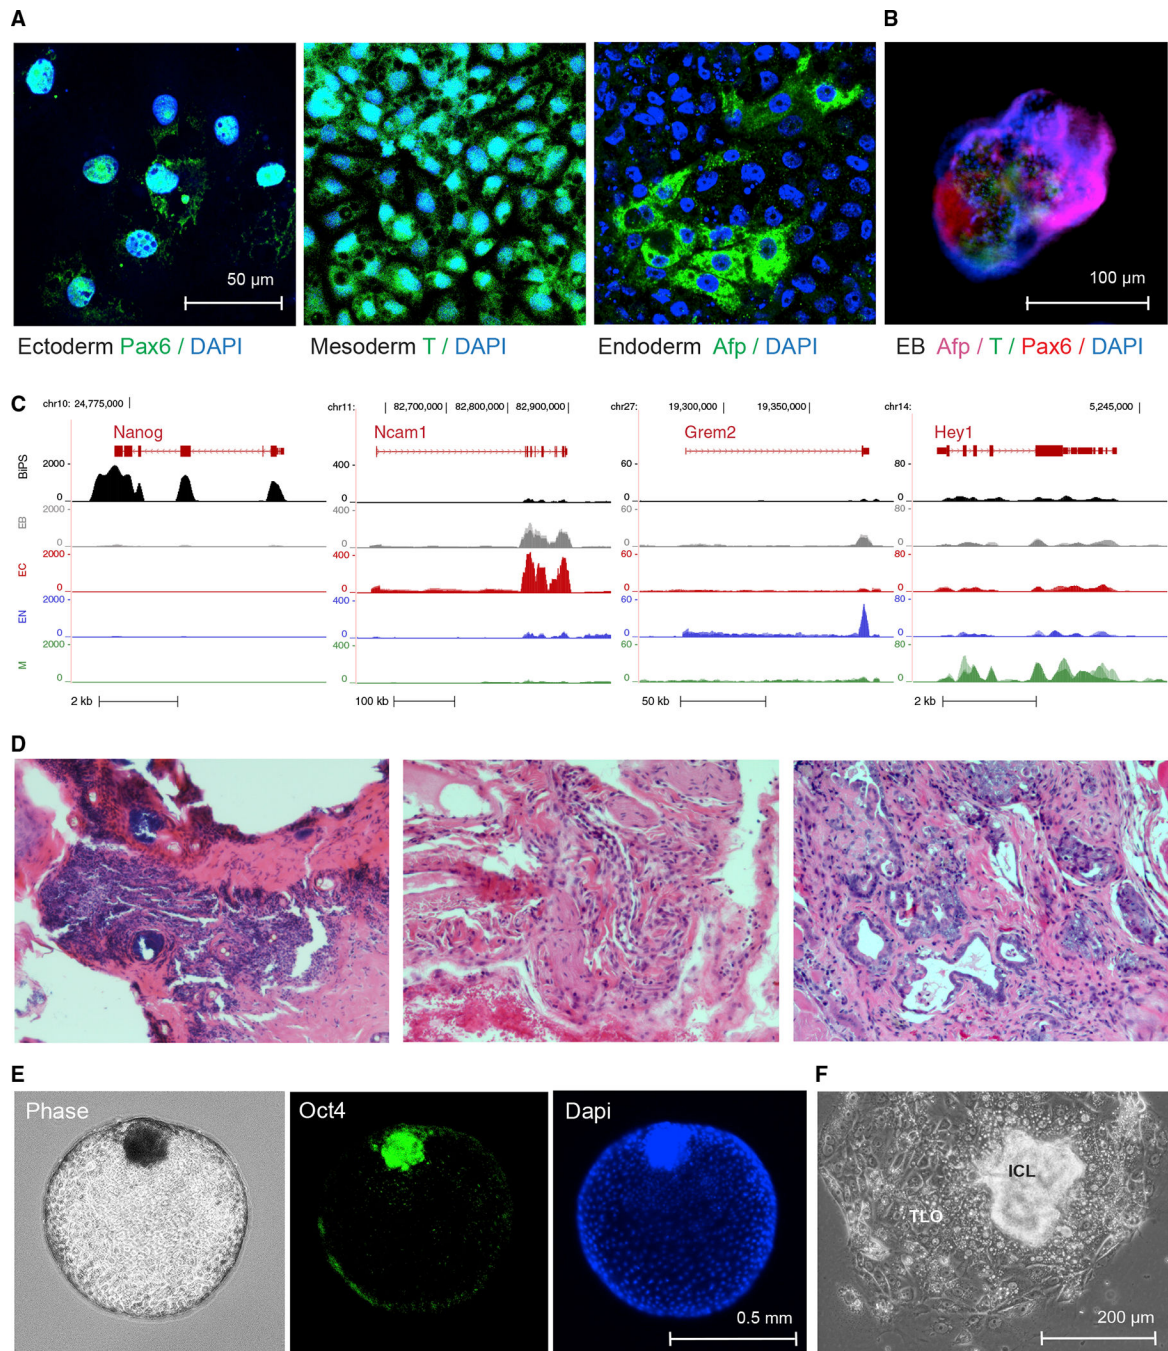 A
B
50 µm
100 µm
Ectoderm Pax6 / DAPI
Mesoderm T / DAPI
Endoderm Afp / DAPI
EB Afp / T / Pax6 / DAPI
C
chr10: 24,775,000
chr11: 82,700,000 82,800,000 82,900,000
chr27: 19,300,000 19,350,000
chr14: 5,245,000
Nanog
Ncam1
Grem2
Hey1
BiPS 2000 0 400 0 60 0 80 0
EB 2000 0 400 0 60 0 80 0
EC 2000 0 400 0 60 0 80 0
EN 2000 0 400 0 60 0 80 0
M 2000 0 400 0 60 0 80 0
2 kb
100 kb
50 kb
2 kb
D
E
F
Phase
Oct4
Dapi
0.5 mm
ICL
TLO
200 µm